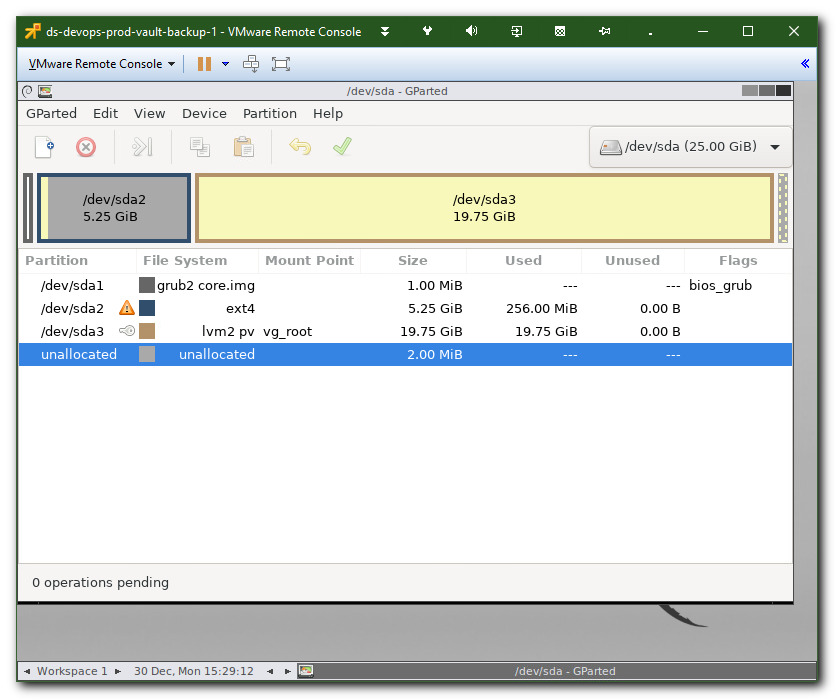 ds-devops-prod-vault-backup-1 - VMware Remote Console
VMware Remote Console
/dev/sda - GParted
GParted Edit View Device Partition Help
/dev/sda (25.00 GiB)
/dev/sda2
5.25 GiB
/dev/sda3
19.75 GiB
Partition File System Mount Point Size Used Unused Flags
/dev/sda1 grub2 core.img 1.00 MiB --- --- bios_grub
/dev/sda2 ext4 5.25 GiB 256.00 MiB 0.00 B
/dev/sda3 lvm2 pv vg_root 19.75 GiB 19.75 GiB 0.00 B
unallocated unallocated 2.00 MiB --- ---
0 operations pending
Workspace 1 30 Dec, Mon 15:29:12 /dev/sda - GParted